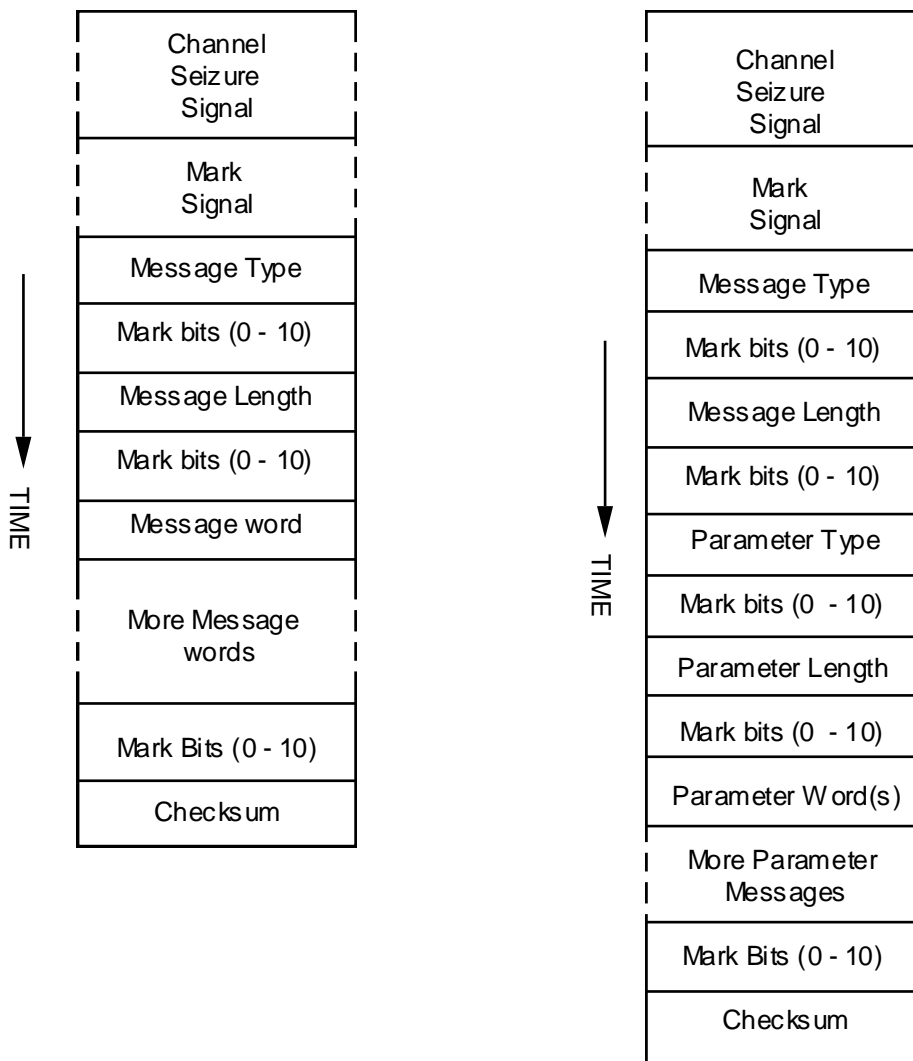 Channel
Seizure
Signal
Mark
Signal
Message Type
Mark bits (0 - 10)
Message Length
Mark bits (0 - 10)
Message word
More Message
words
Mark Bits (0 - 10)
Checksum
TIME
Channel
Seizure
Signal
Mark
Signal
Message Type
Mark bits (0 - 10)
Message Length
Mark bits (0 - 10)
Parameter Type
Mark bits (0 - 10)
Parameter Length
Mark bits (0 - 10)
Parameter Word(s)
More Parameter
Messages
Mark Bits (0 - 10)
Checksum
TIME